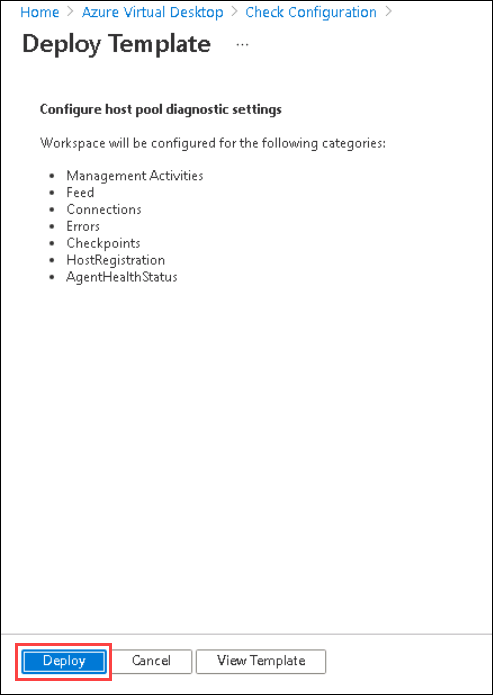 Home > Azure Virtual Desktop > Check Configuration >
Deploy Template ...
Configure host pool diagnostic settings
Workspace will be configured for the following categories:
• Management Activities
• Feed
• Connections
• Errors
• Checkpoints
• HostRegistration
• AgentHealthStatus
Deploy Cancel View Template